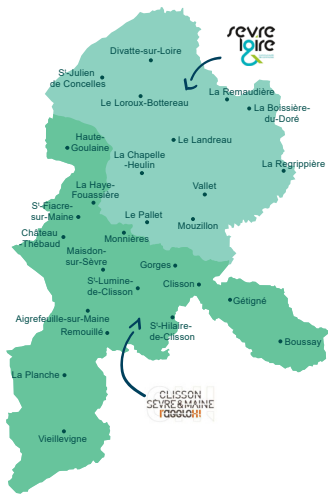 sevre
loire
Divatte-sur-Loire
Sᵗ-Julien
de Concelles
La Remaudière
Le Loroux-Bottereau
La Boissière-
du-Doré
Haute-
Goulaine
Le Landreau
La Chapelle
-Heulin
La Regrippière
La Haye-
Fouassière
Vallet
Sᵗ-Fiacre-
sur-Maine
Le Pallet
Mouzillon
Château
-Thébaud
Monnières
Maisdon-
sur-Sèvre
Gorges
Sᵗ-Lumine-
de-Clisson
Clisson
Gétigné
Aigrefeuille-sur-Maine
Remouillé
Sᵗ-Hilaire-
de-Clisson
Boussay
La Planche
CLISSON
SÈVRE&MAINE
l'agglo!
Vieillevigne